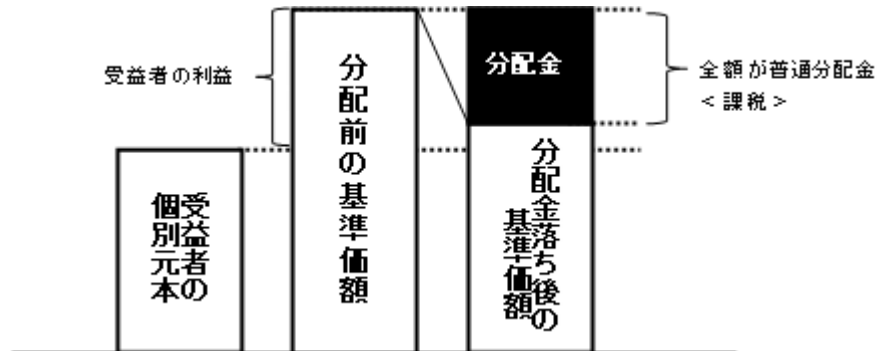 受益者の利益
分配前の基準価額
分配金
全額が普通分配金
＜課税＞
受益者の
個別元本
分配金落ち後の
基準価額